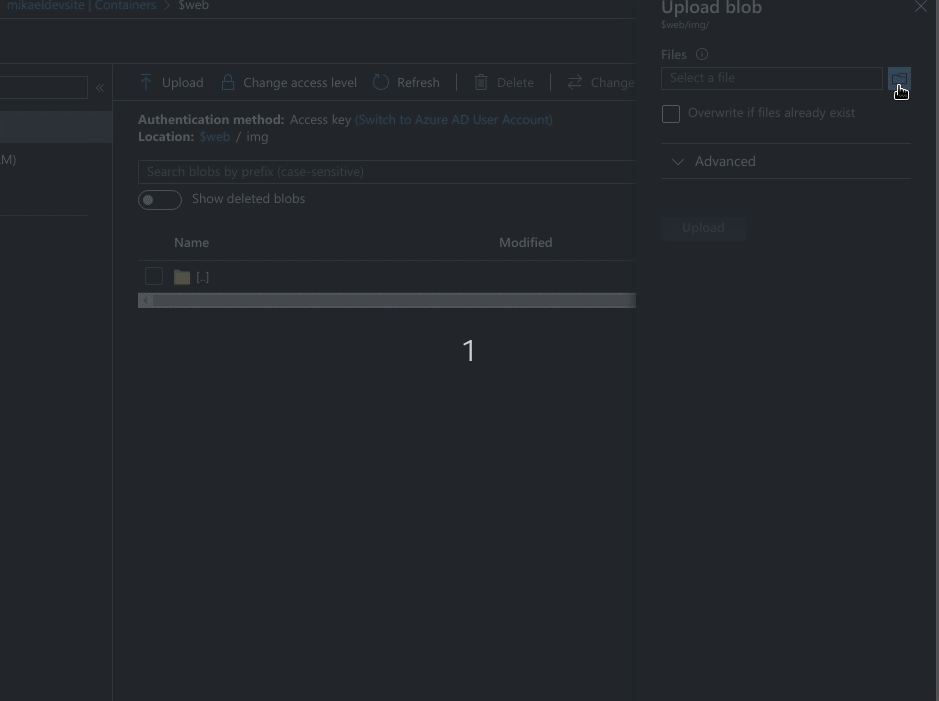 mikaeldevsite | Containers > $web
Upload blob
$web/img/
Files
Select a file
Overwrite if files already exist
Advanced
Upload
«
Upload Change access level Refresh Delete Change
Authentication method: Access key (Switch to Azure AD User Account)
Location: $web / img
Search blobs by prefix (case-sensitive)
Show deleted blobs
Name Modified
[..]
M)
1